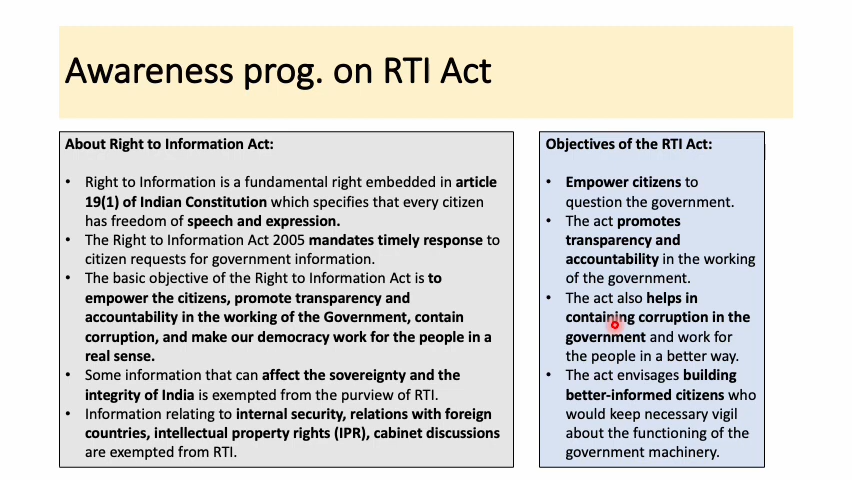 Awareness prog. on RTI Act
About Right to Information Act:
• Right to Information is a fundamental right embedded in article
19(1) of Indian Constitution which specifies that every citizen
has freedom of speech and expression.
• The Right to Information Act 2005 mandates timely response to
citizen requests for government information.
• The basic objective of the Right to Information Act is to
empower the citizens, promote transparency and
accountability in the working of the Government, contain
corruption, and make our democracy work for the people in a
real sense.
• Some information that can affect the sovereignty and the
integrity of India is exempted from the purview of RTI.
• Information relating to internal security, relations with foreign
countries, intellectual property rights (IPR), cabinet discussions
are exempted from RTI.
Objectives of the RTI Act:
• Empower citizens to
question the government.
• The act promotes
transparency and
accountability in the working
of the government.
• The act also helps in
containing corruption in the
government and work for
the people in a better way.
• The act envisages building
better-informed citizens who
would keep necessary vigil
about the functioning of the
government machinery.